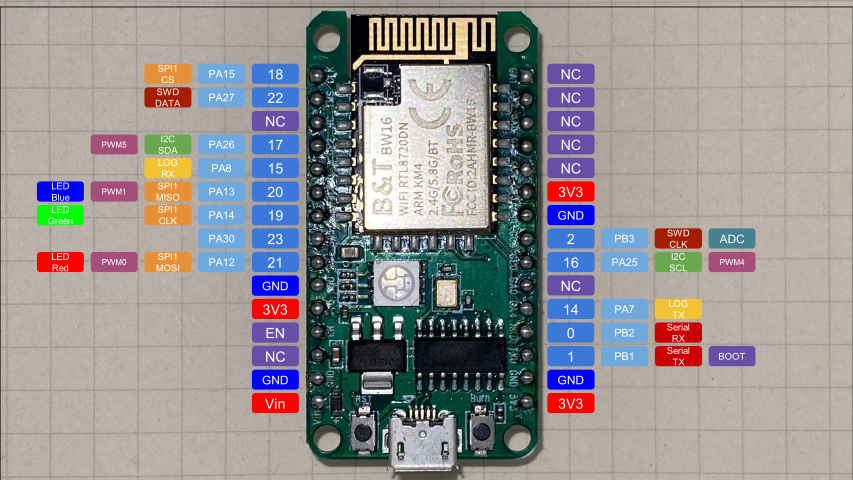 SPI1
CS
PA15
18
SWD
DATA
PA27
22
NC
PWM5
I2C
SDA
PA26
17
LOG
RX
PA8
15
LED
Blue
PWM1
SPI1
MISO
PA13
20
LED
Green
SPI1
CLK
PA14
19
PA30
23
LED
Red
PWM0
SPI1
MOSI
PA12
21
GND
3V3
EN
NC
GND
Vin
B&T BW16
WIFI RTL8720DN
ARM KM4
2.4G/5.8G/BT
CE FC ROHS
FCC ID:2AHMR-BW16
RST
Burn
NC
NC
NC
NC
NC
3V3
GND
2
PB3
SWD
CLK
ADC
16
PA25
I2C
SCL
PWM4
NC
14
PA7
LOG
TX
0
PB2
Serial
RX
1
PB1
Serial
TX
BOOT
GND
3V3